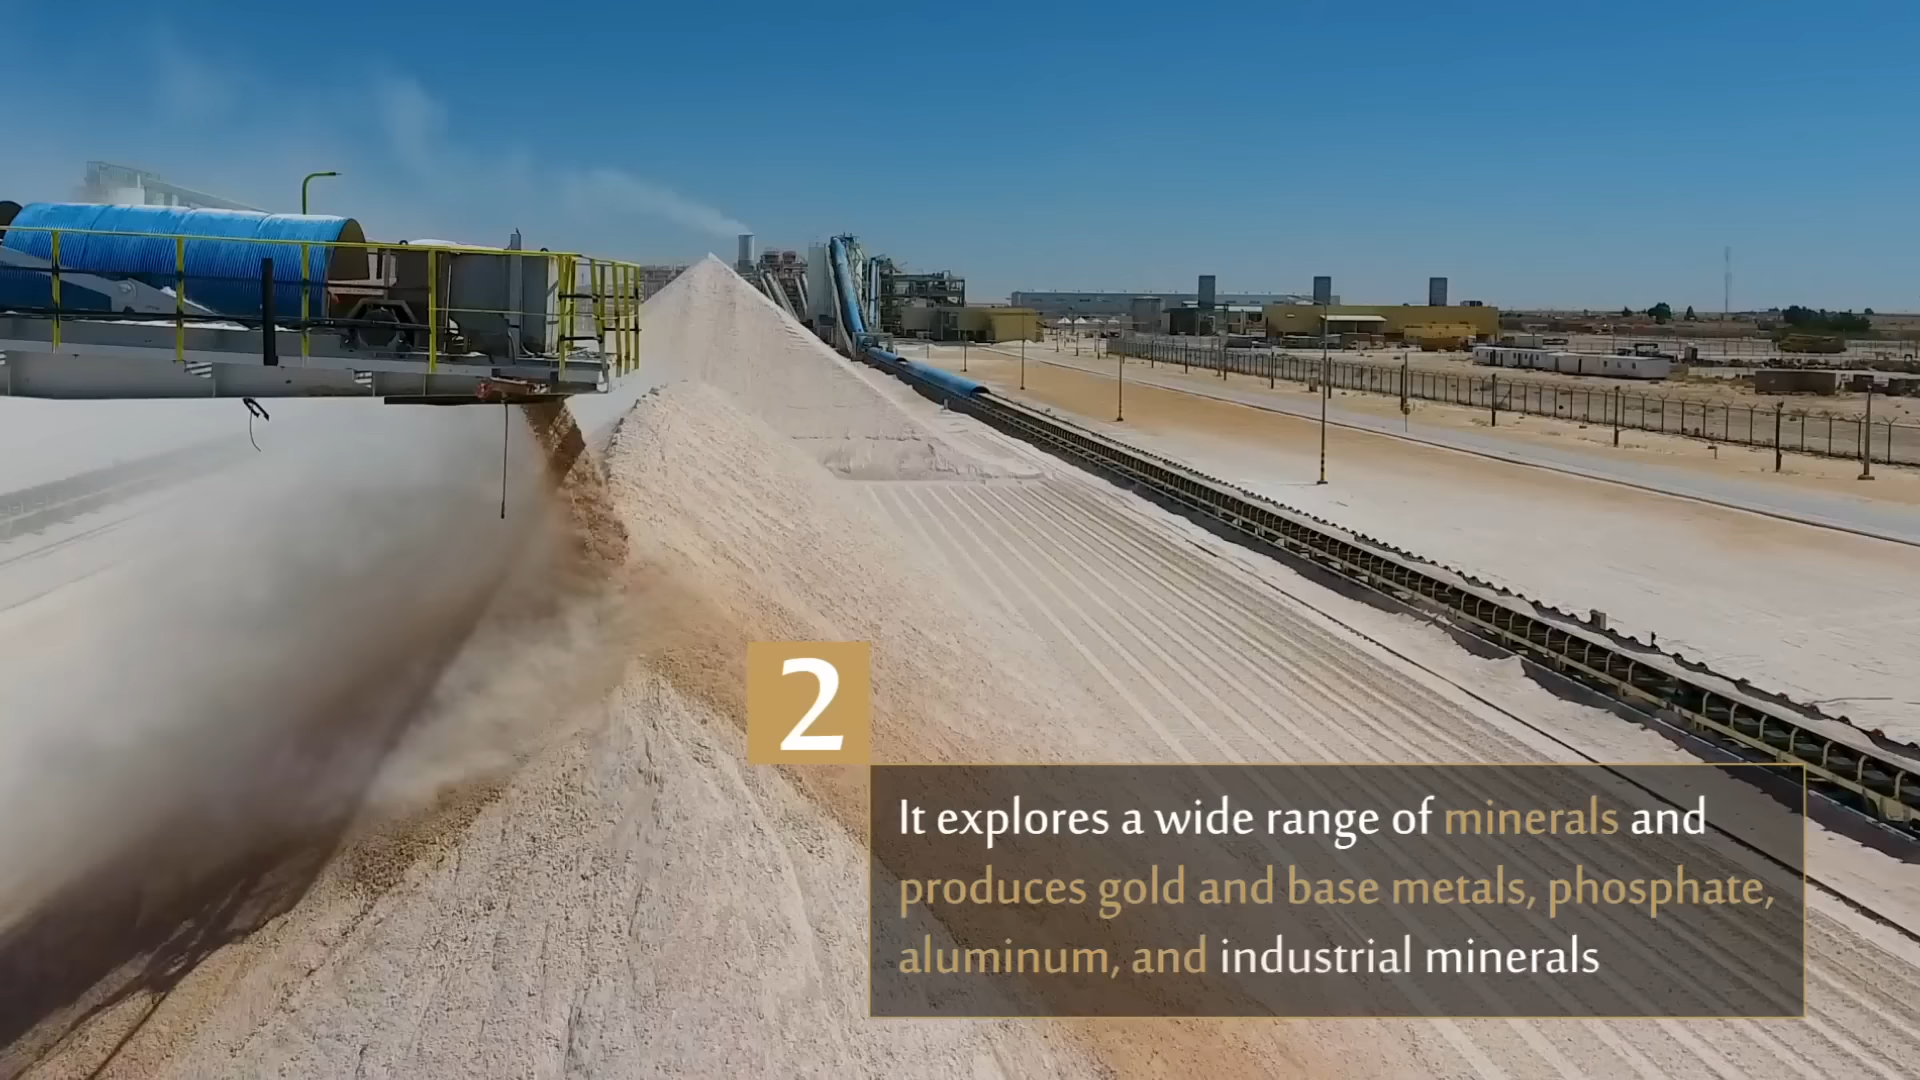 2
It explores a wide range of minerals and
produces gold and base metals, phosphate,
aluminum, and industrial minerals